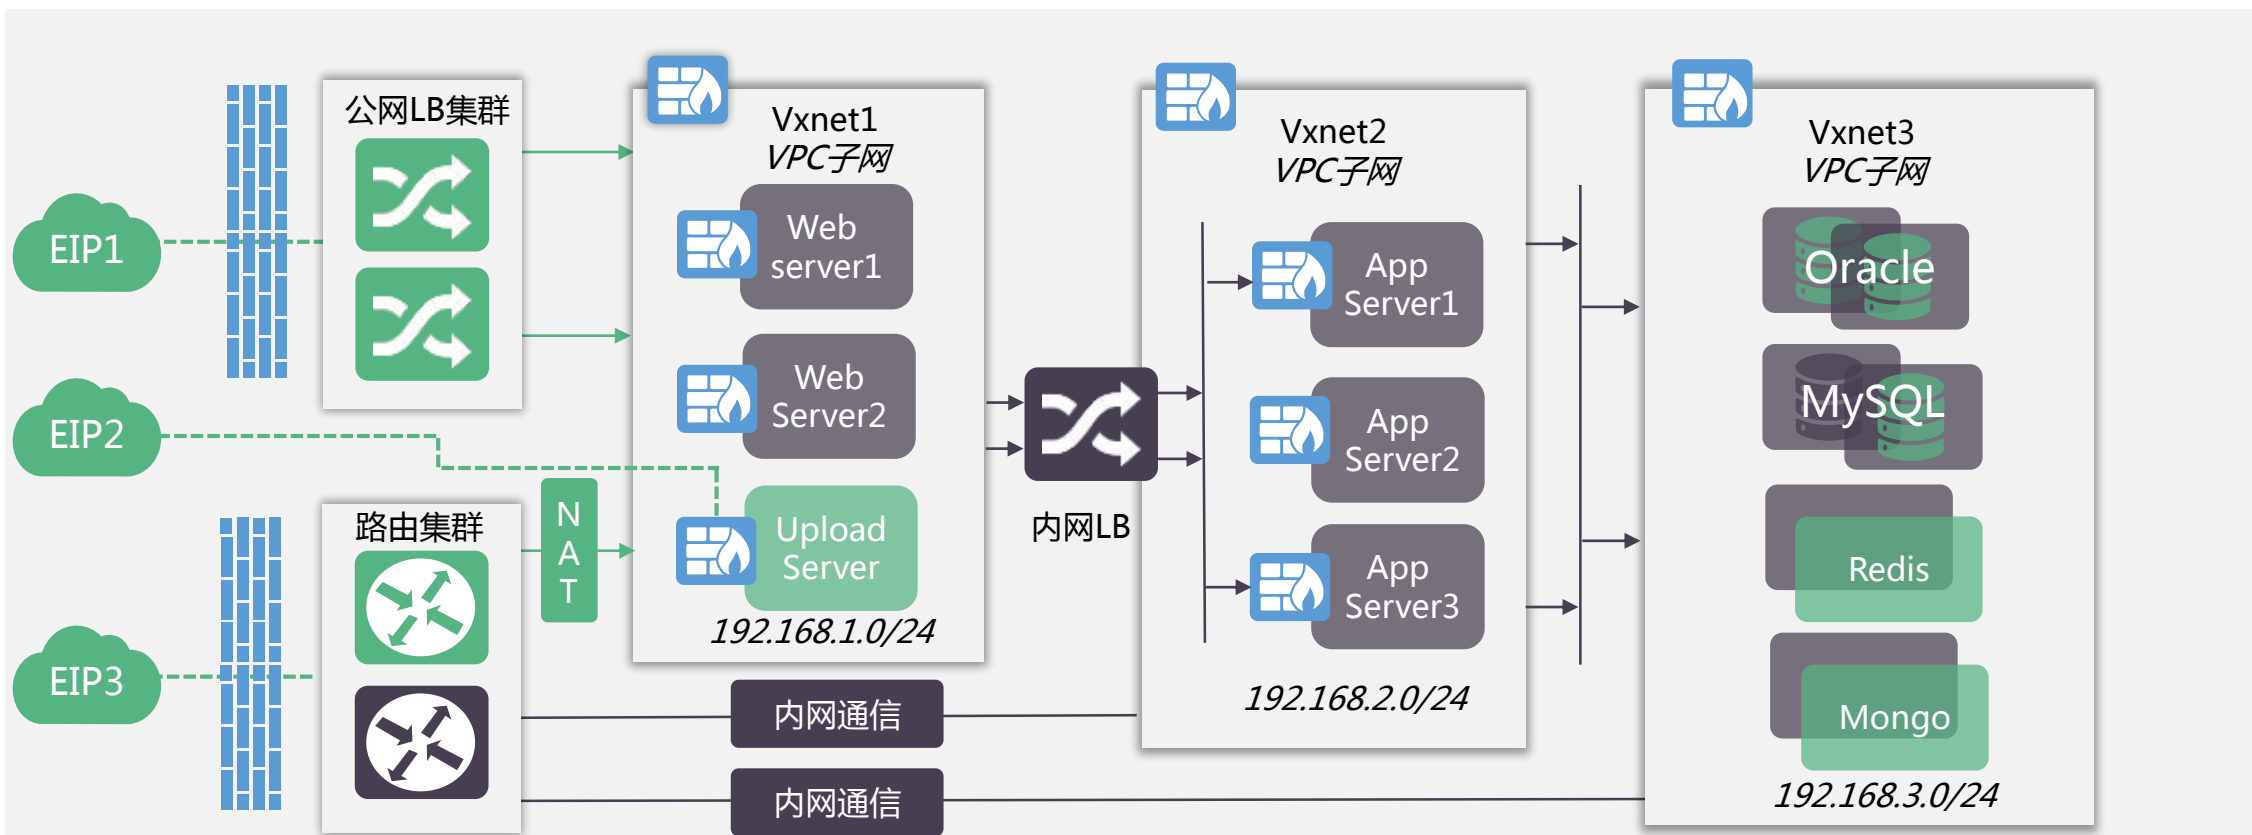 EIP1
EIP2
EIP3
公网LB集群
路由集群
N
A
T
Vxnet1
VPC子网
Web
server1
Web
Server2
Upload
Server
192.168.1.0/24
内网通信
内网通信
内网LB
Vxnet2
VPC子网
App
Server1
App
Server2
App
Server3
192.168.2.0/24
Vxnet3
VPC子网
Oracle
MySQL
Redis
Mongo
192.168.3.0/24